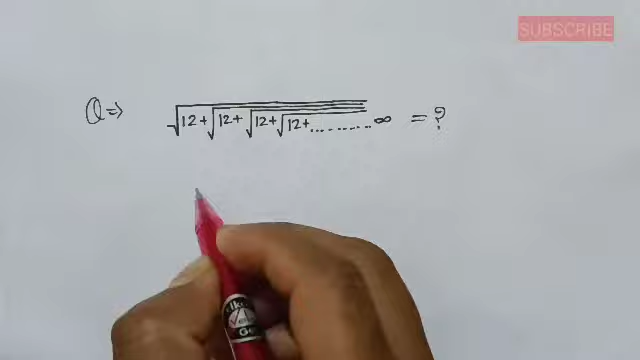 SUBSCRIBE
Q⇒ √12+√12+√12+√12+..........∞ = ?